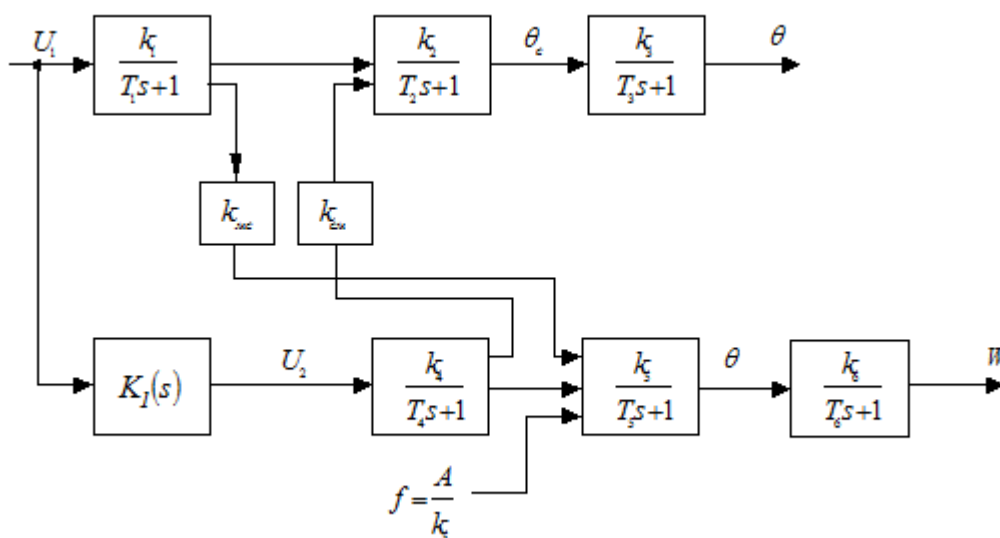 U₁
k₁ / (T₁s+1)
k₂ / (T₂s+1)
θ
k₃ / (T₃s+1)
θ
K_I(s)
U₂
k₄ / (T₄s+1)
k₅ / (T₅s+1)
θ
k₆ / (T₆s+1)
W
f = A / k